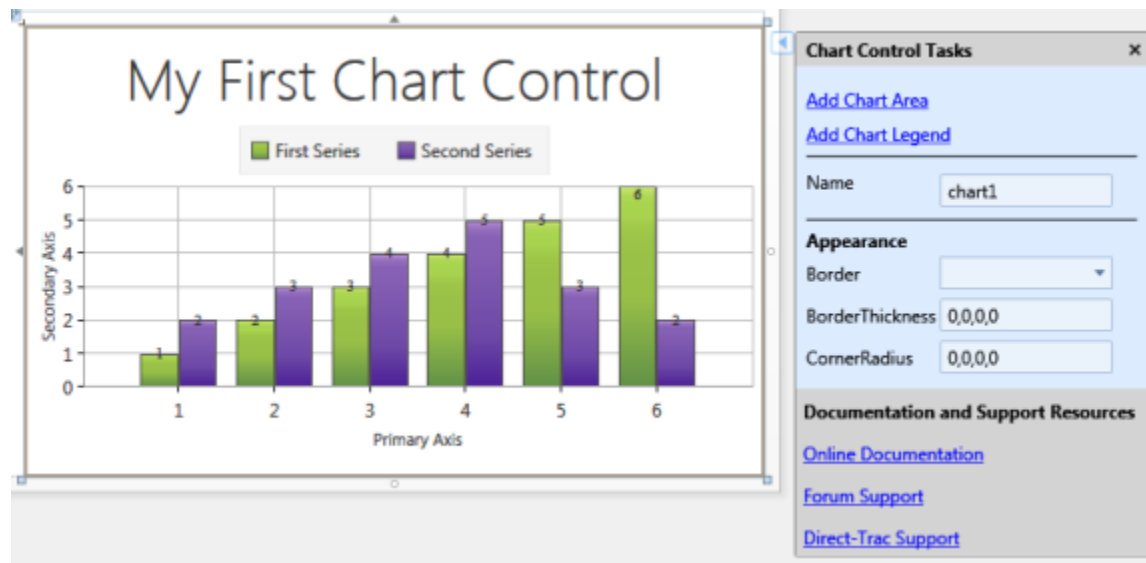 My First Chart Control
First Series Second Series
6
5
4
3
2
1
0
Secondary Axis
1 2 2 3 3 4 4 5 5 3 6 2
1 2 3 4 5 6
Primary Axis
Chart Control Tasks ×
Add Chart Area
Add Chart Legend
Name chart1
Appearance
Border
BorderThickness 0,0,0,0
CornerRadius 0,0,0,0
Documentation and Support Resources
Online Documentation
Forum Support
Direct-Trac Support